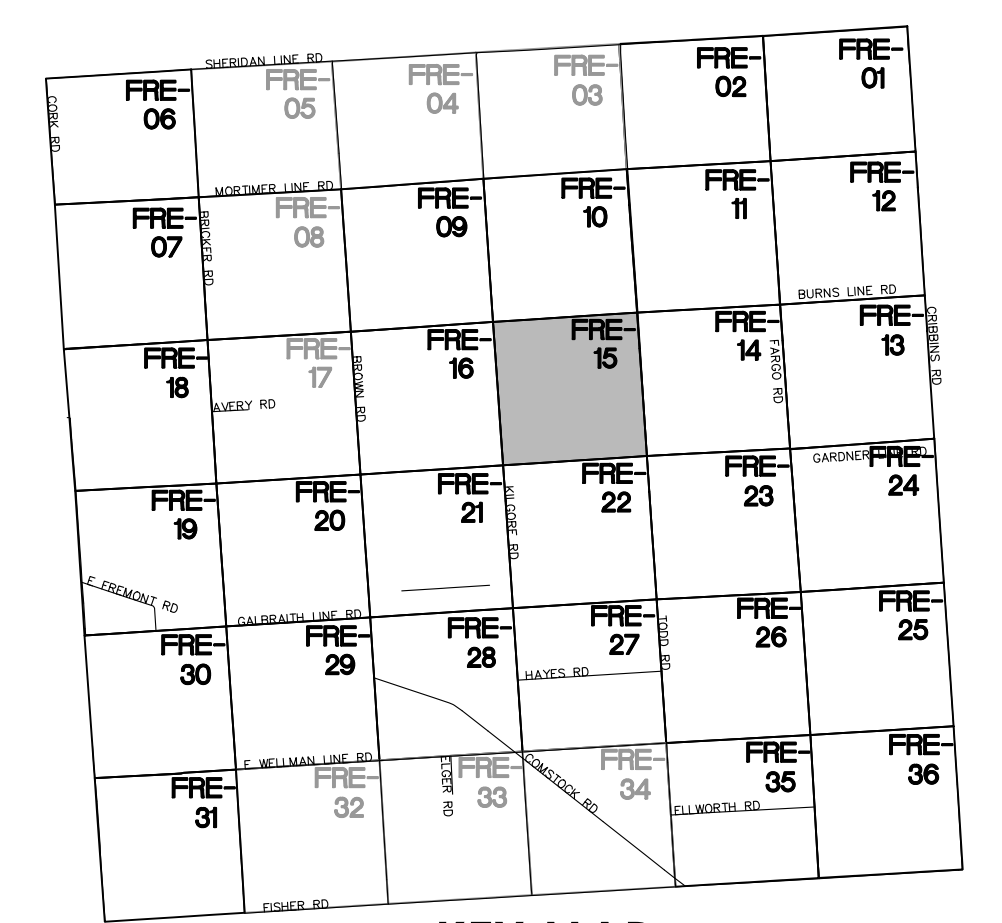 SHERIDAN LINE RD
FRE-
06
FRE-
05
FRE-
04
FRE-
03
FRE-
02
FRE-
01
CORK RD
MORTIMER LINE RD
FRE-
07
FRE-
08
FRE-
09
FRE-
10
FRE-
11
FRE-
12
BRICKER RD
BURNS LINE RD
FRE-
18
FRE-
17
FRE-
16
FRE-
15
FRE-
14
FRE-
13
AVERY RD
BROWN RD
FARGO RD
CRIBBINS RD
GARDNER LINE RD
FRE-
19
FRE-
20
FRE-
21
FRE-
22
FRE-
23
FRE-
24
KILGORE RD
E FREMONT RD
GALBRAITH LINE RD
FRE-
30
FRE-
29
FRE-
28
FRE-
27
FRE-
26
FRE-
25
TODD RD
HAYES RD
E WELLMAN LINE RD
FRE-
31
FRE-
32
FRE-
33
FRE-
34
FRE-
35
FRE-
36
ELGER RD
COMSTOCK RD
ELLWORTH RD
FISHER RD